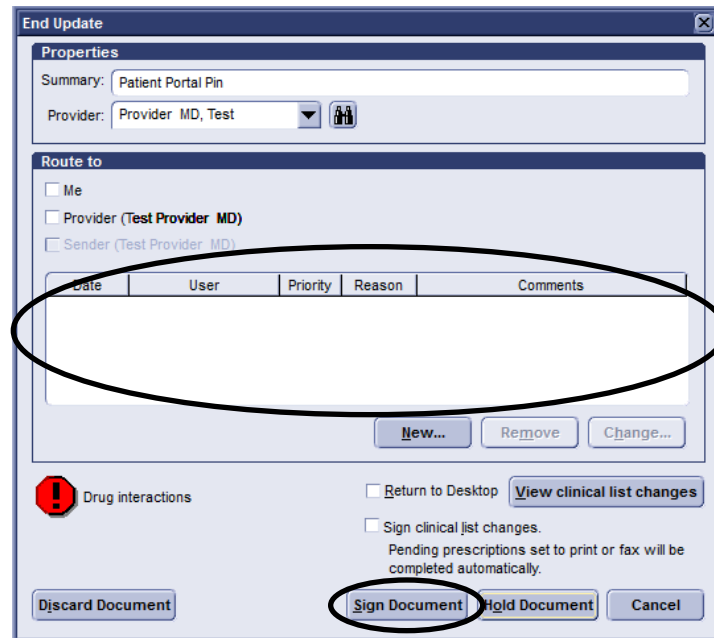 End Update
Properties
Summary: Patient Portal Pin
Provider: Provider MD, Test
Route to
Me
Provider (Test Provider MD)
Sender (Test Provider MD)
Date User Priority Reason Comments
New... Remove Change...
Drug interactions
Return to Desktop View clinical list changes
Sign clinical list changes.
Pending prescriptions set to print or fax will be
completed automatically.
Discard Document Sign Document Hold Document Cancel